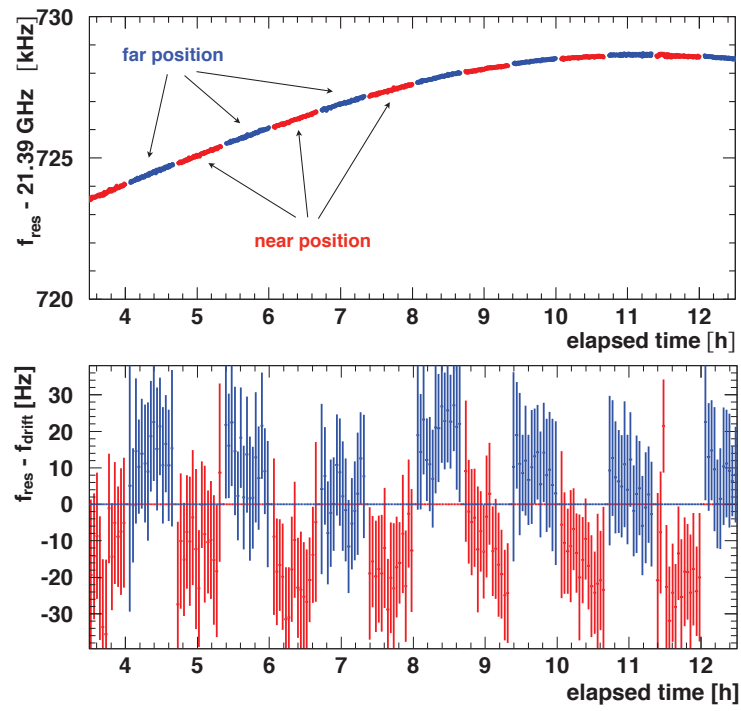 730
725
720
f_res - 21.39 GHz [kHz]
far position
near position
4 5 6 7 8 9 10 11 12
elapsed time [h]
30
20
10
0
-10
-20
-30
f_res - f_drift [Hz]
4 5 6 7 8 9 10 11 12
elapsed time [h]